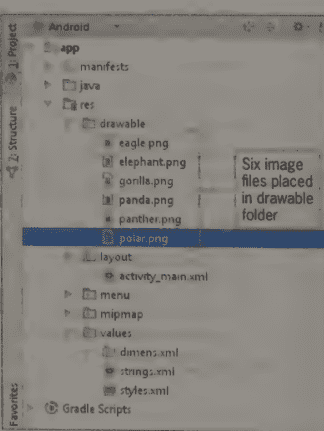 1: Project
2: Structure
Favorites
Android
app
manifests
java
res
drawable
eagle.png
elephant.png
gorilla.png
panda.png
panther.png
polar.png
layout
activity_main.xml
menu
mipmap
values
dimens.xml
strings.xml
styles.xml
Gradle Scripts
Six image
files placed
in drawable
folder